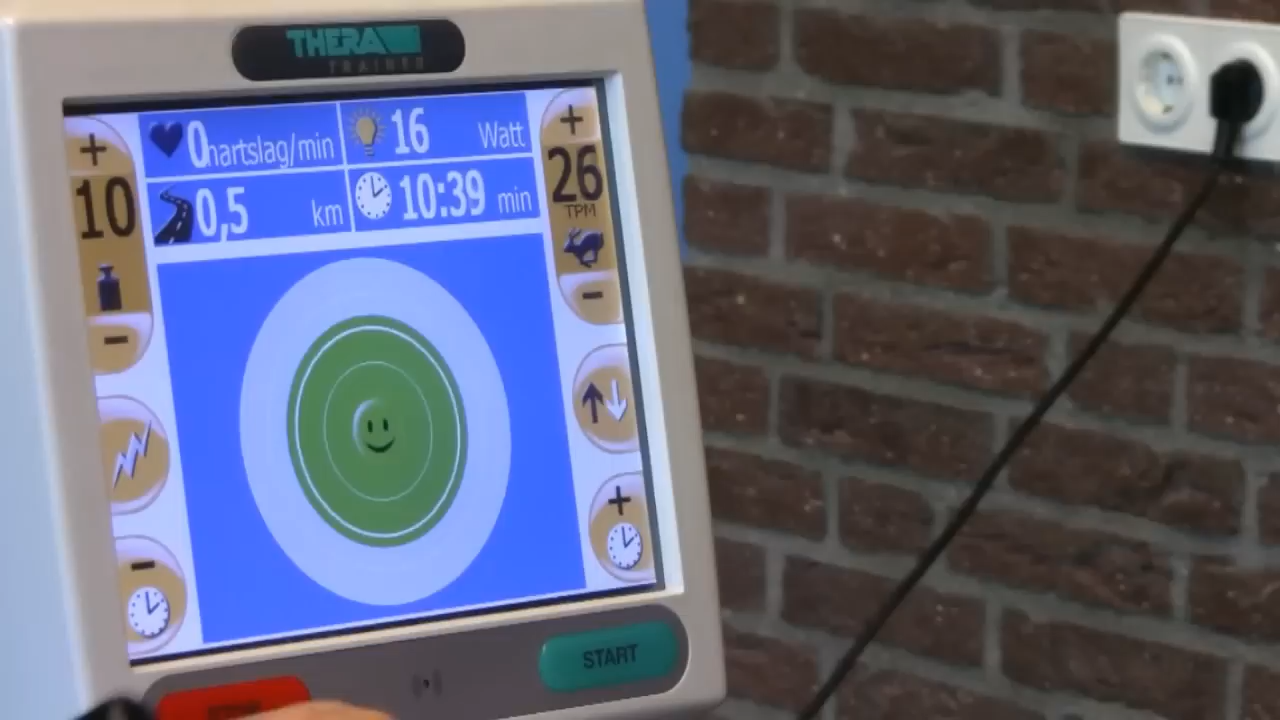 THERA
TRAINER
+
10
-
0 hartslag/min
16 Watt
0,5 km
10:39 min
+
26
TPM
-
-
+
START